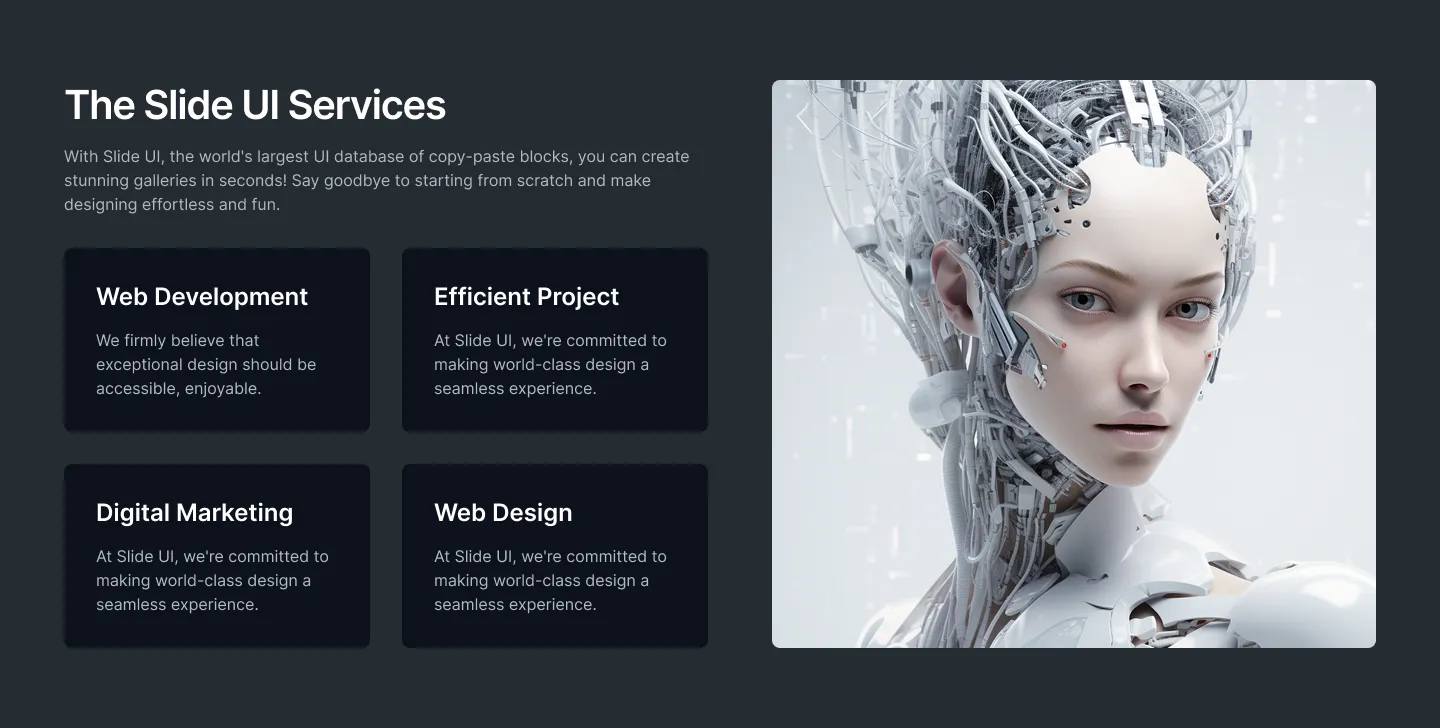 The Slide UI Services
With Slide UI, the world's largest UI database of copy-paste blocks, you can create
stunning galleries in seconds! Say goodbye to starting from scratch and make
designing effortless and fun.
Web Development
We firmly believe that
exceptional design should be
accessible, enjoyable.
Efficient Project
At Slide UI, we're committed to
making world-class design a
seamless experience.
Digital Marketing
At Slide UI, we're committed to
making world-class design a
seamless experience.
Web Design
At Slide UI, we're committed to
making world-class design a
seamless experience.